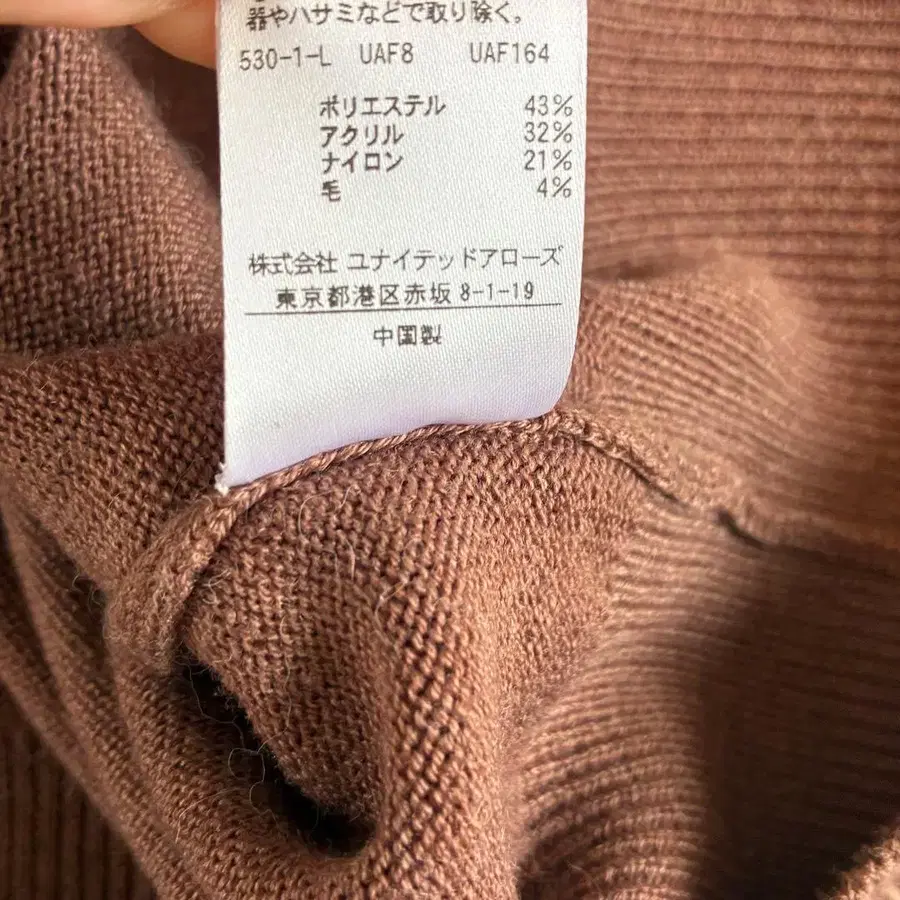 器やハサミなどで取り除く。
530-1-L UAF8 UAF164
ポリエステル 43%
アクリル 32%
ナイロン 21%
毛 4%
株式会社 ユナイテッドアローズ
東京都港区赤坂 8-1-19
中国製